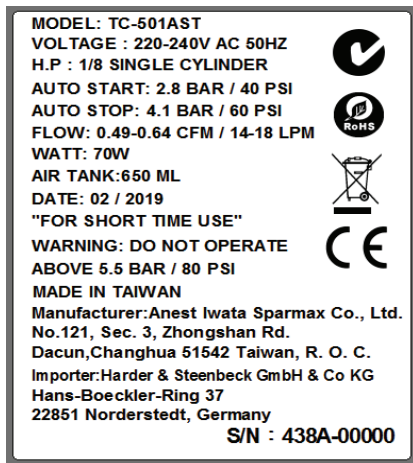 MODEL: TC-501AST
VOLTAGE : 220-240V AC 50HZ
H.P : 1/8 SINGLE CYLINDER
AUTO START: 2.8 BAR / 40 PSI
AUTO STOP: 4.1 BAR / 60 PSI
FLOW: 0.49-0.64 CFM / 14-18 LPM
RoHS
WATT: 70W
AIR TANK:650 ML
DATE: 02 / 2019
"FOR SHORT TIME USE"
WARNING: DO NOT OPERATE
ABOVE 5.5 BAR / 80 PSI
CE
MADE IN TAIWAN
Manufacturer:Anest Iwata Sparmax Co., Ltd.
No.121, Sec. 3, Zhongshan Rd.
Dacun,Changhua 51542 Taiwan, R. O. C.
Importer:Harder & Steenbeck GmbH & Co KG
Hans-Boeckler-Ring 37
22851 Norderstedt, Germany
S/N : 438A-00000